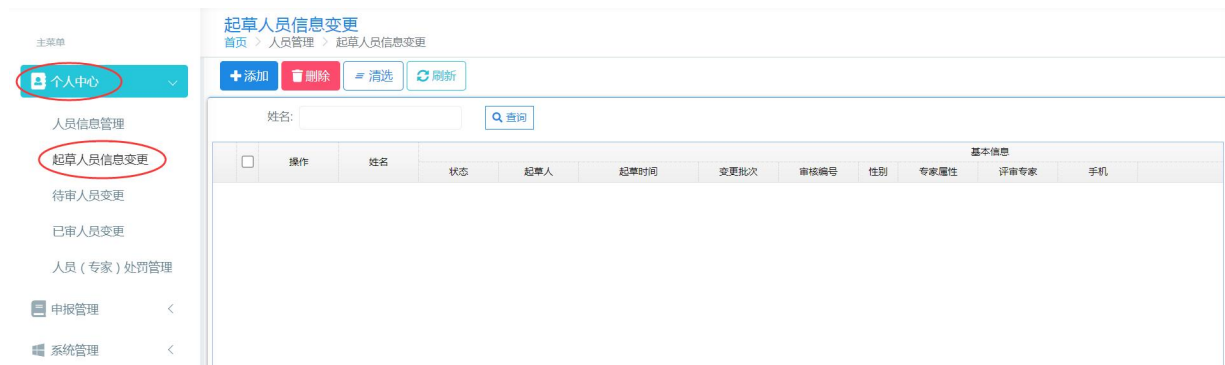 主菜单
个人中心
人员信息管理
起草人员信息变更
待审人员变更
已审人员变更
人员（专家）处罚管理
申报管理
系统管理
起草人员信息变更
首页 > 人员管理 > 起草人员信息变更
添加 删除 清选 刷新
姓名: 查询
操作 姓名 基本信息
状态 起草人 起草时间 变更批次 审核编号 性别 专家属性 评审专家 手机